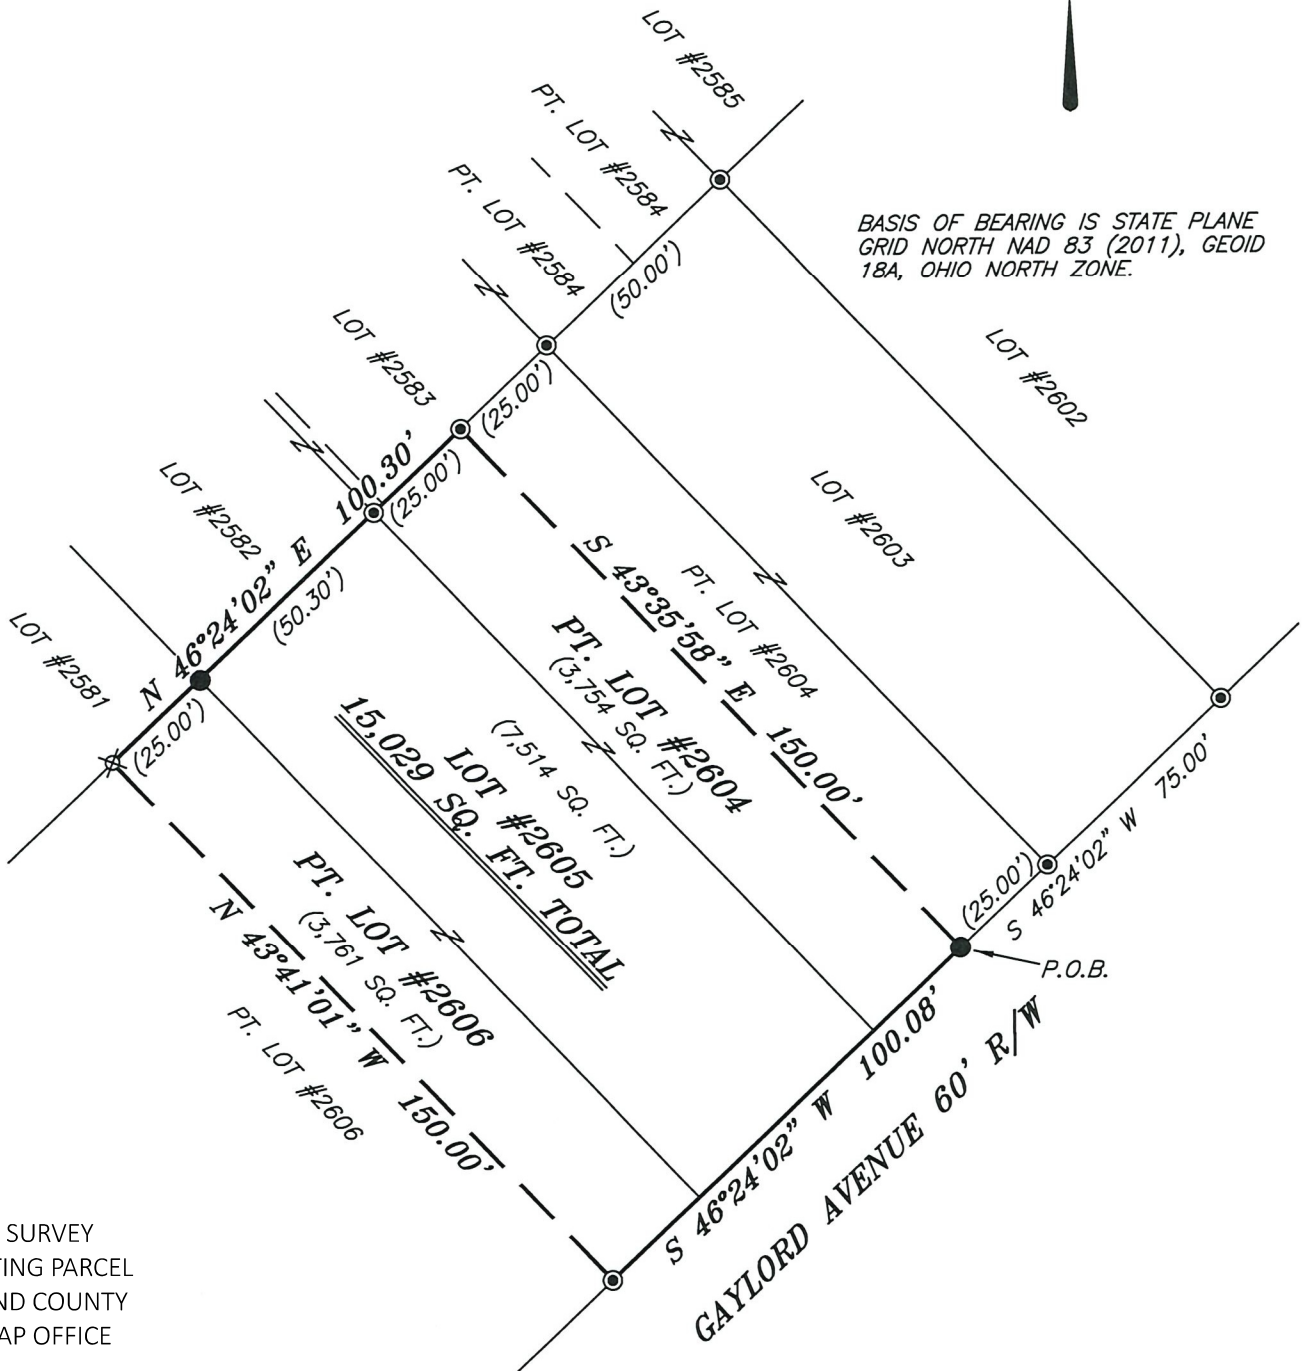 LOT #2585
PT. LOT #2584
PT. LOT #2584
BASIS OF BEARING IS STATE PLANE
GRID NORTH NAD 83 (2011), GEOID
18A, OHIO NORTH ZONE.
(50.00')
LOT #2583
(25.00')
LOT #2602
100.30'
(25.00')
LOT #2582
LOT #2603
N 46°24'02" E
(50.30')
S 43°35'58" E 150.00'
PT. LOT #2604
PT. LOT #2604
(3,754 SQ. FT.)
LOT #2581
(25.00')
(7,514 SQ. FT.)
LOT #2605
15,029 SQ. FT. TOTAL
S 46°24'02" W 75.00'
(25.00')
P.O.B.
PT. LOT #2606
(3,761 SQ. FT.)
N 43°41'01" W 150.00'
PT. LOT #2606
S 46°24'02" W 100.08'
GAYLORD AVENUE 60' R/W
SURVEY
TING PARCEL
ND COUNTY
AP OFFICE